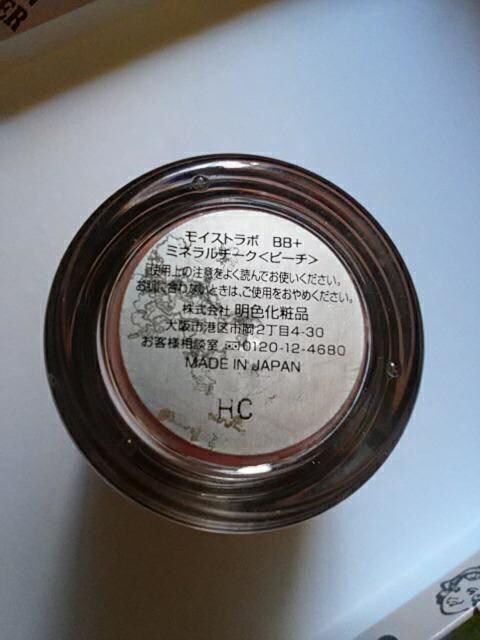 ER
モイストラボ BB+
ミネラルチーク<ピーチ>
使用上の注意をよく読んでお使いください。
お肌に合わないときは、ご使用をおやめください。
株式会社 明色化粧品
大阪市港区市岡2丁目4-30
お客様相談室 0120-12-4680
MADE IN JAPAN
HC